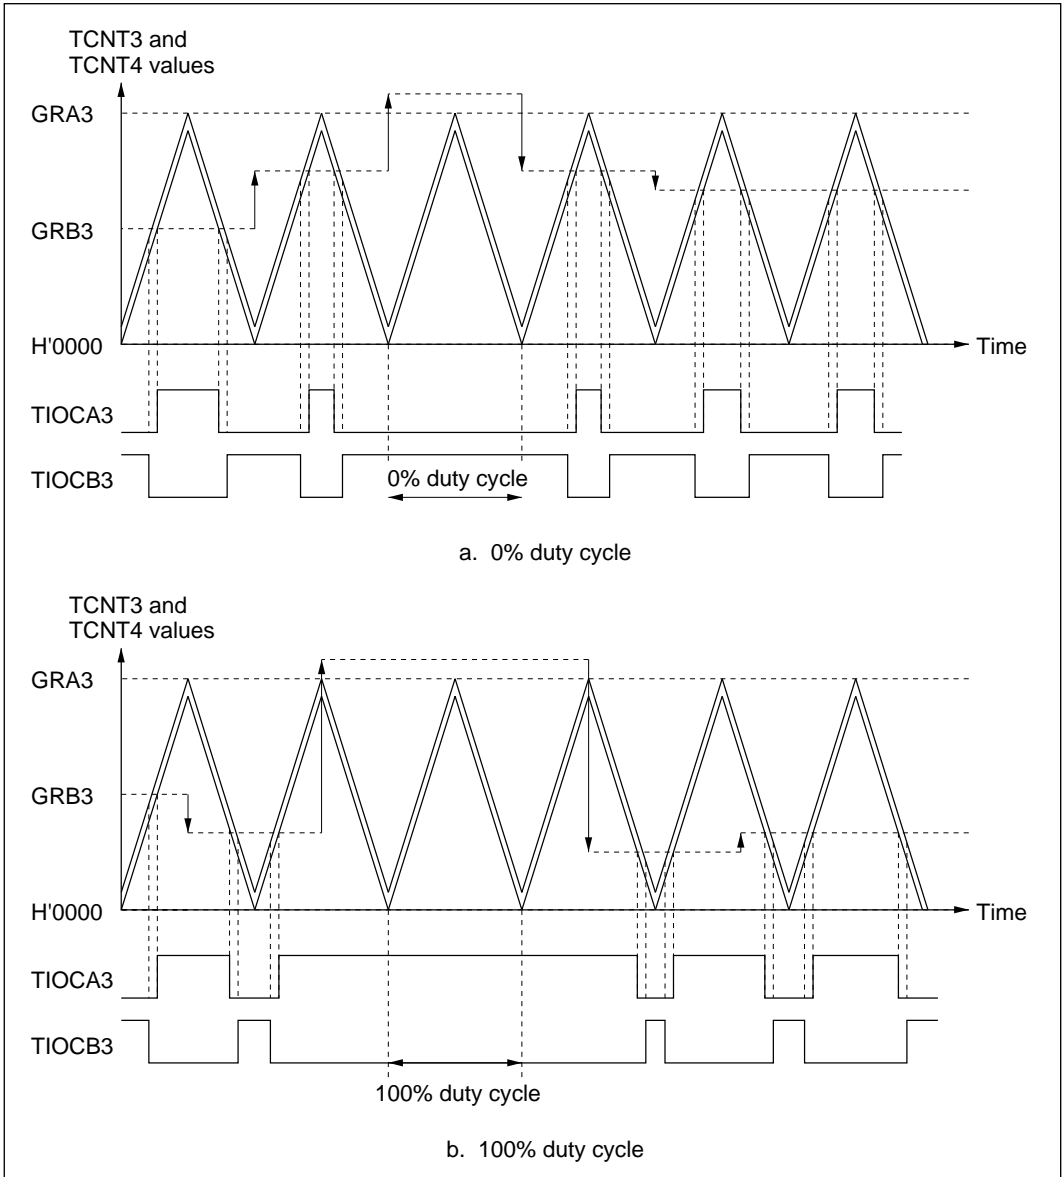 TCNT3 and
TCNT4 values
GRA3
GRB3
H'0000
Time
TIOCA3
TIOCB3
0% duty cycle
a. 0% duty cycle
TCNT3 and
TCNT4 values
GRA3
GRB3
H'0000
Time
TIOCA3
TIOCB3
100% duty cycle
b. 100% duty cycle